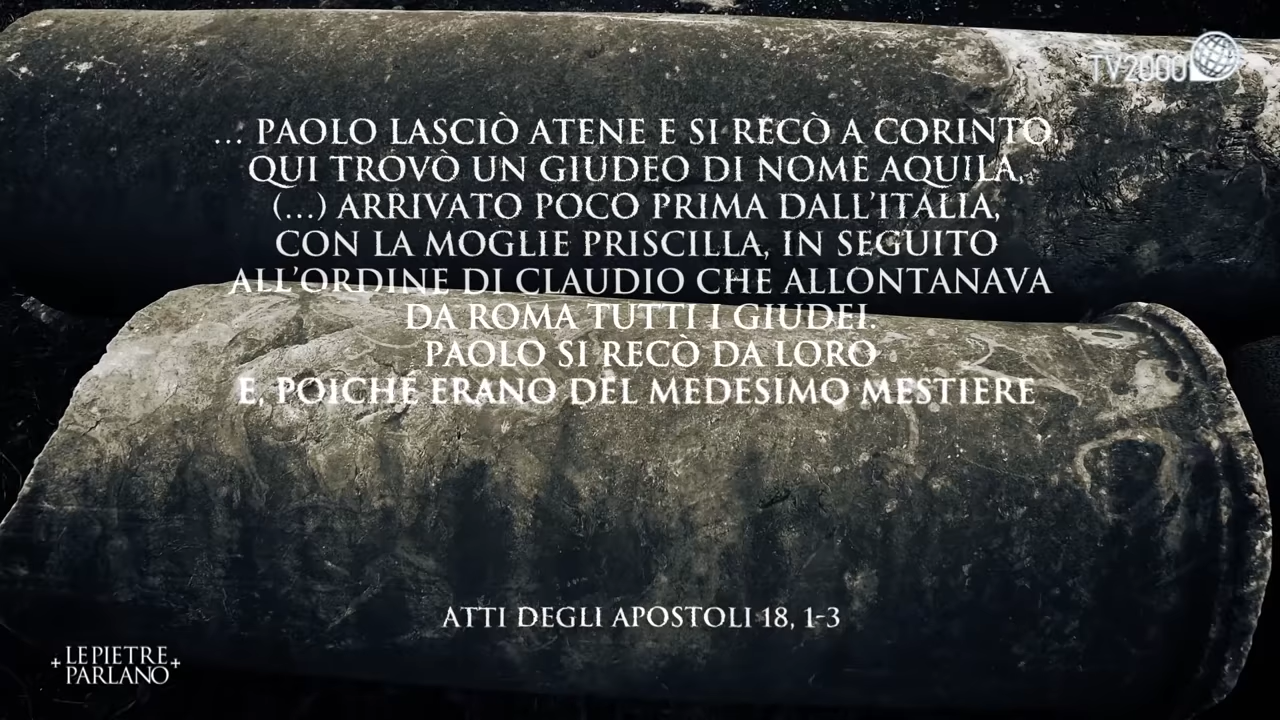 TV2000
... PAOLO LASCIÒ ATENE E SI RECÒ A CORINTO
QUI TROVÒ UN GIUDEO DI NOME AQUILA,
(...) ARRIVATO POCO PRIMA DALL'ITALIA,
CON LA MOGLIE PRISCILLA, IN SEGUITO
ALL'ORDINE DI CLAUDIO CHE ALLONTANAVA
DA ROMA TUTTI I GIUDEI.
PAOLO SI RECÒ DA LORO
E, POICHÉ ERANO DEL MEDESIMO MESTIERE
ATTI DEGLI APOSTOLI 18, 1-3
+ LE PIETRE +
PARLANO